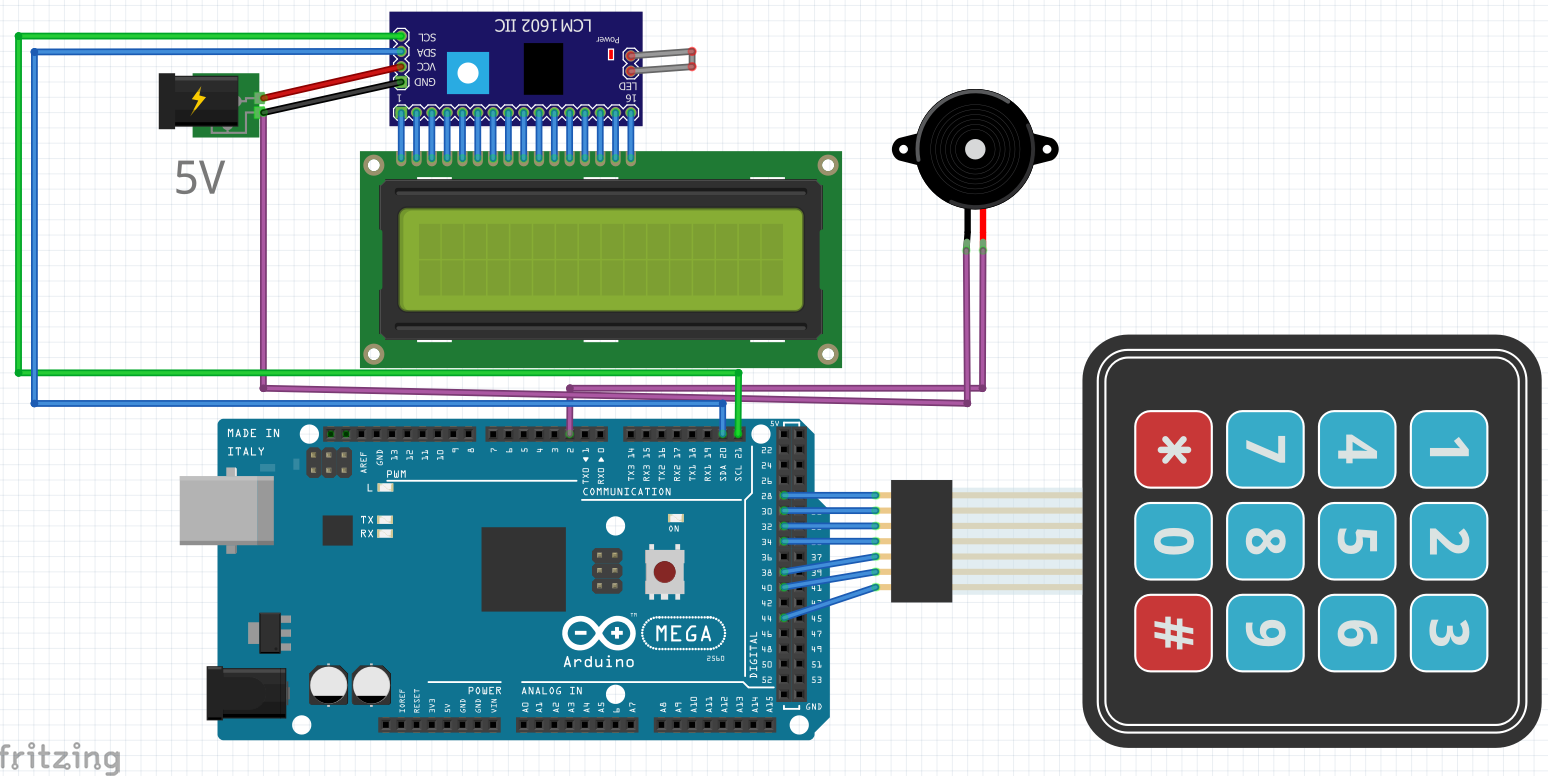 LCM1602 IIC
SCL
SDA
VCC
GND
Power
LED
1
16
5V
MADE IN
ITALY
AREF
GND
13
12
11
10
9
8
7
6
5
4
3
2
TX0 1
RX0 0
TX3 14
RX3 15
TX2 16
RX2 17
TX1 18
RX1 19
SDA 20
SCL 21
PWM
COMMUNICATION
L
TX
RX
ON
5V
22
24
26
28
30
32
34
36
37
38
39
40
41
42
44
45
46
47
48
49
50
51
52
53
GND
DIGITAL
MEGA
2560
TM
Arduino
POWER
ANALOG IN
IOREF
RESET
3V3
5V
GND
GND
VIN
A0
A1
A2
A3
A4
A5
6
A7
A8
A9
A10
A11
A12
A13
A14
A15
* 7 4 1
0 8 5 2
# 9 6 3
fritzing